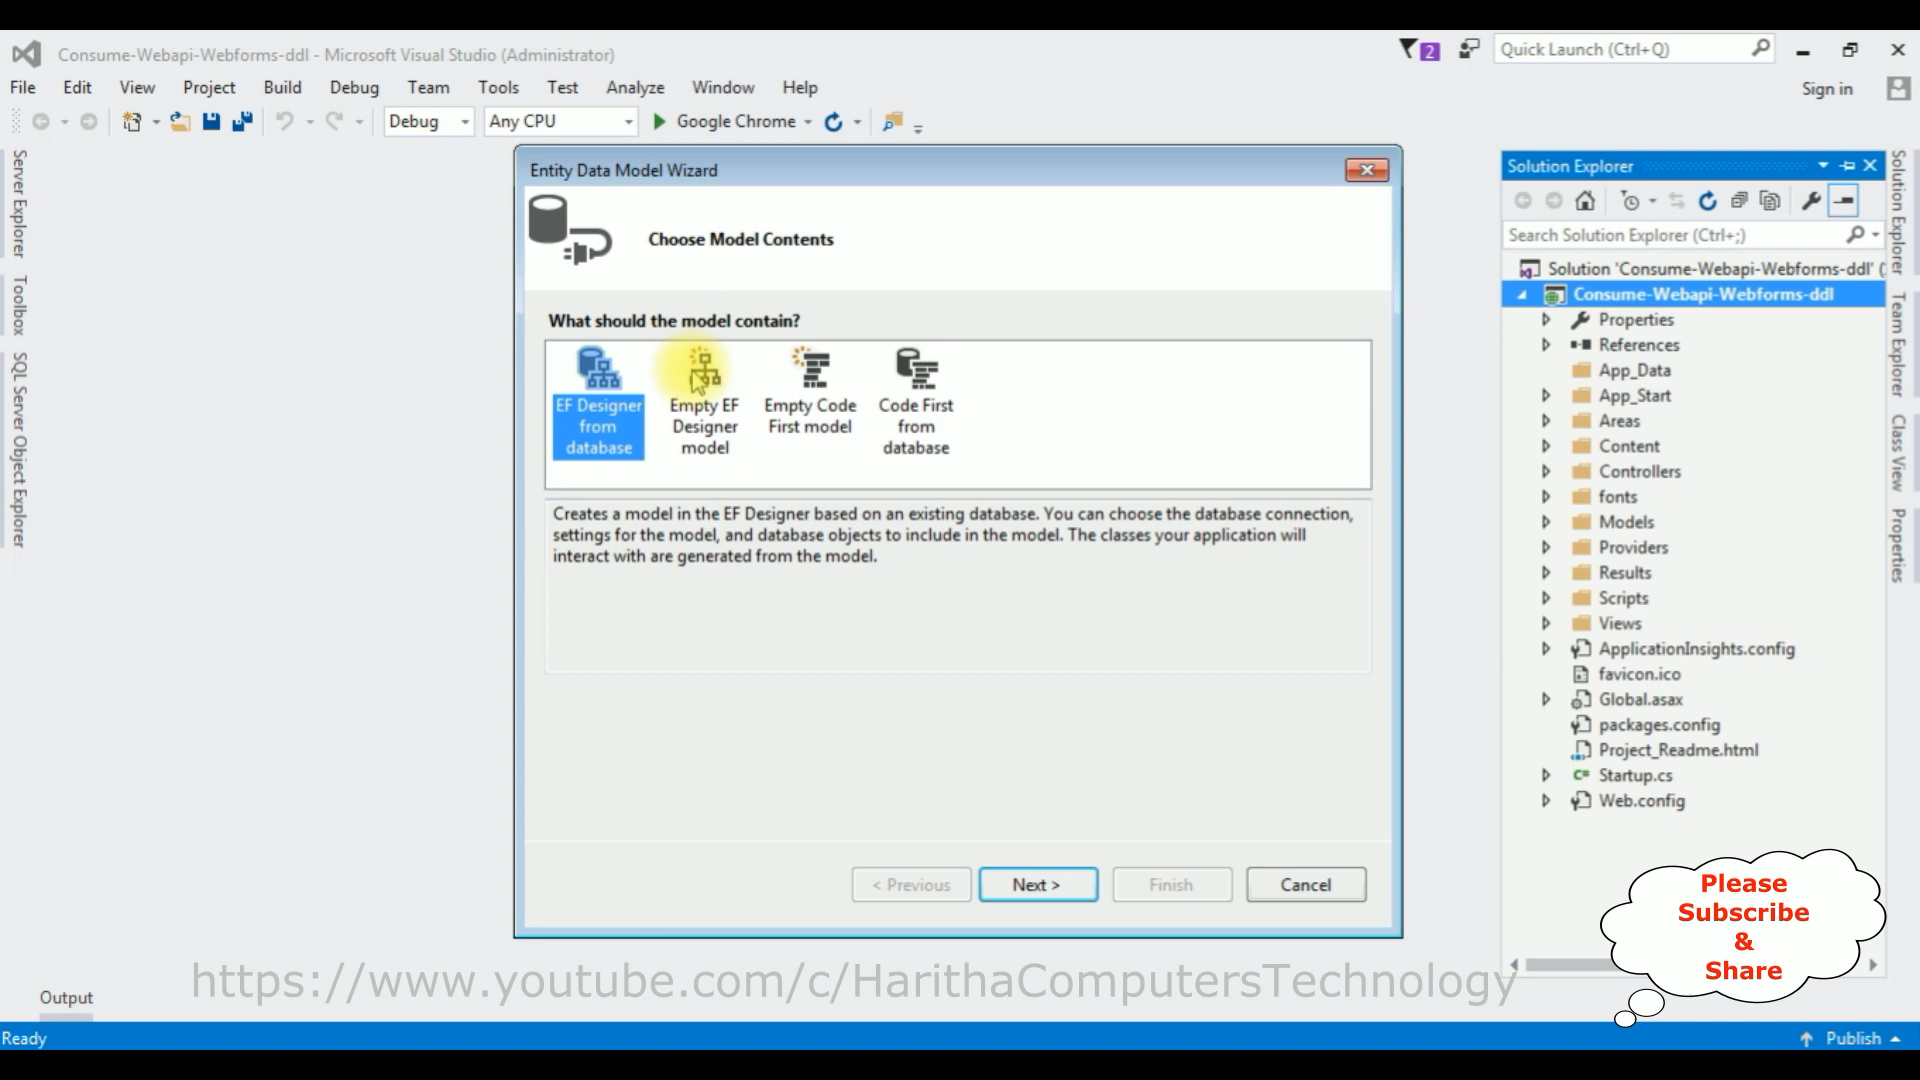 Consume-Webapi-Webforms-ddl - Microsoft Visual Studio (Administrator)
2
Quick Launch (Ctrl+Q)
File Edit View Project Build Debug Team Tools Test Analyze Window Help
Sign in
Debug
Any CPU
Google Chrome
Server Explorer
Toolbox
SQL Server Object Explorer
Entity Data Model Wizard
Choose Model Contents
What should the model contain?
EF Designer from database
Empty EF Designer model
Empty Code First model
Code First from database
Creates a model in the EF Designer based on an existing database. You can choose the database connection,
settings for the model, and database objects to include in the model. The classes your application will
interact with are generated from the model.
< Previous
Next >
Finish
Cancel
Solution Explorer
Search Solution Explorer (Ctrl+;)
Solution 'Consume-Webapi-Webforms-ddl' (
Consume-Webapi-Webforms-ddl
Properties
References
App_Data
App_Start
Areas
Content
Controllers
fonts
Models
Providers
Results
Scripts
Views
ApplicationInsights.config
favicon.ico
Global.asax
packages.config
Project_Readme.html
Startup.cs
Web.config
Solution Explorer
Team Explorer
Class View
Properties
Please
Subscribe
&
Share
https://www.youtube.com/c/HarithaComputersTechnology
Output
Ready
Publish